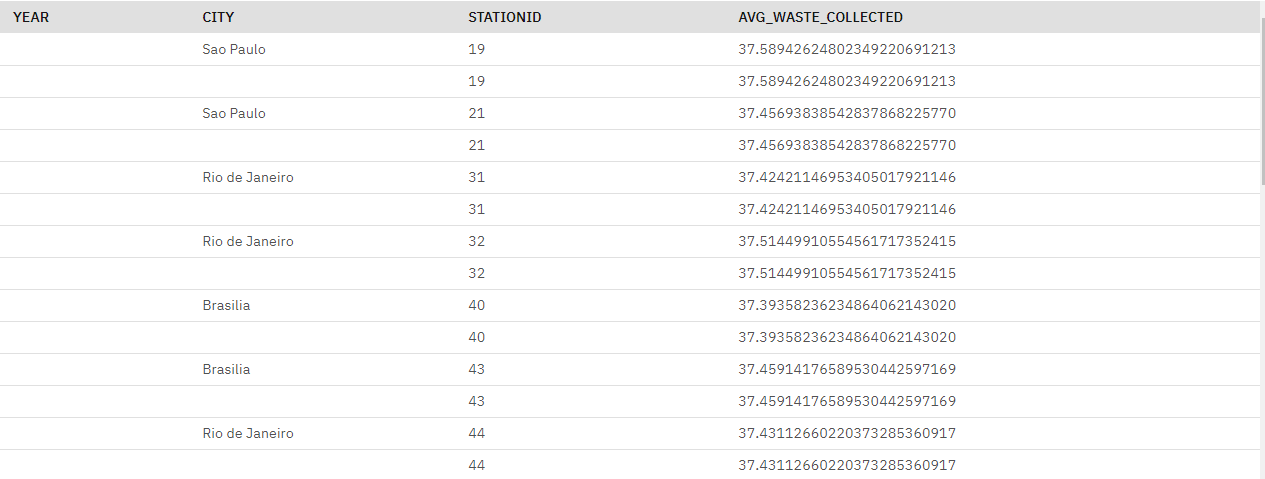 YEAR CITY STATIONID AVG_WASTE_COLLECTED
Sao Paulo 19 37.58942624802349220691213
19 37.58942624802349220691213
Sao Paulo 21 37.45693838542837868225770
21 37.45693838542837868225770
Rio de Janeiro 31 37.42421146953405017921146
31 37.42421146953405017921146
Rio de Janeiro 32 37.51449910554561717352415
32 37.51449910554561717352415
Brasilia 40 37.39358236234864062143020
40 37.39358236234864062143020
Brasilia 43 37.45914176589530442597169
43 37.45914176589530442597169
Rio de Janeiro 44 37.43112660220373285360917
44 37.43112660220373285360917